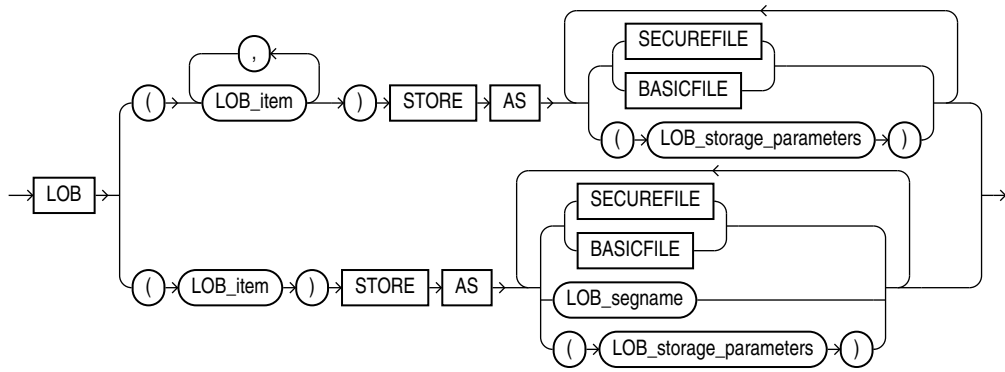 SECUREFILE
,
BASICFILE
( LOB_item ) STORE AS
( LOB_storage_parameters )
LOB
SECUREFILE
BASICFILE
( LOB_item ) STORE AS
LOB_segname
( LOB_storage_parameters )